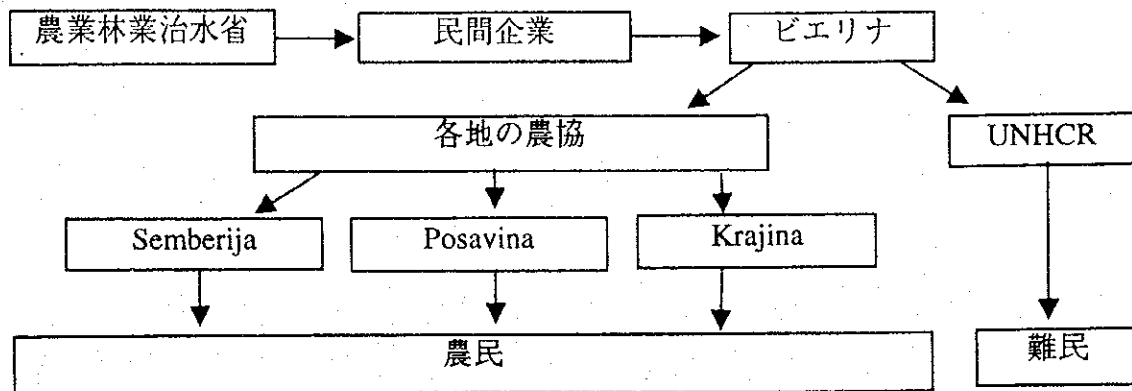 農業林業治水省
民間企業
ビエリナ
各地の農協
UNHCR
Semberija
Posavina
Krajina
農民
難民